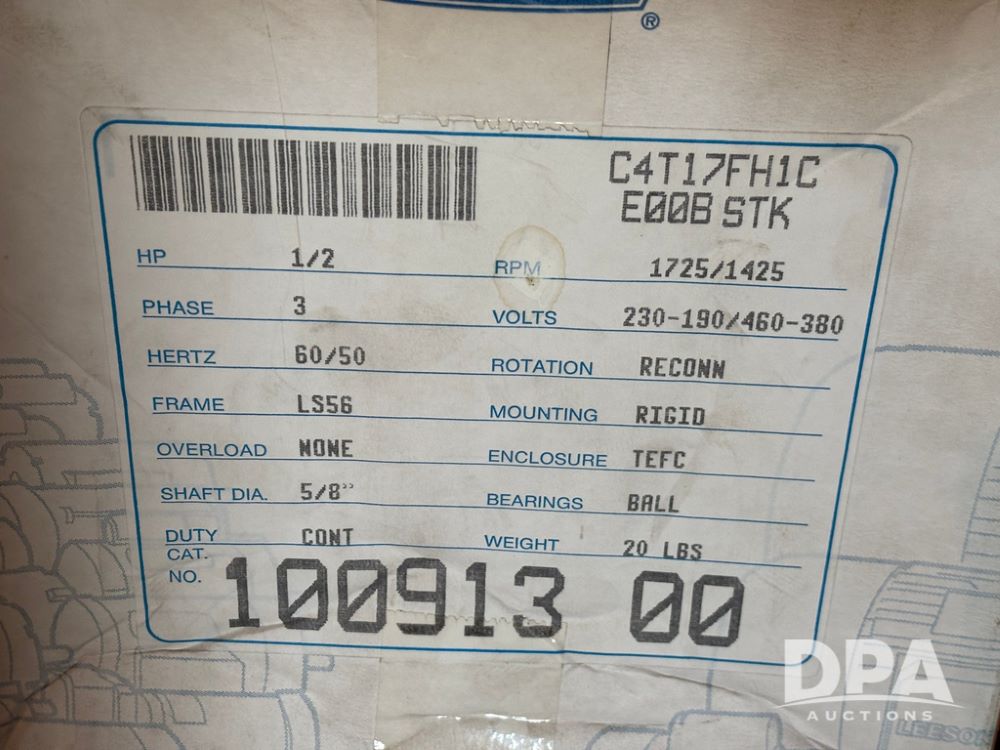 ®
C4T17FH1C
E00B STK
HP 1/2 RPM 1725/1425
PHASE 3 VOLTS 230-190/460-380
HERTZ 60/50 ROTATION RECONN
FRAME LS56 MOUNTING RIGID
OVERLOAD NONE ENCLOSURE TEFC
SHAFT DIA. 5/8" BEARINGS BALL
DUTY CONT WEIGHT 20 LBS
CAT.
NO. 100913 00
DPA
AUCTIONS
LEESON